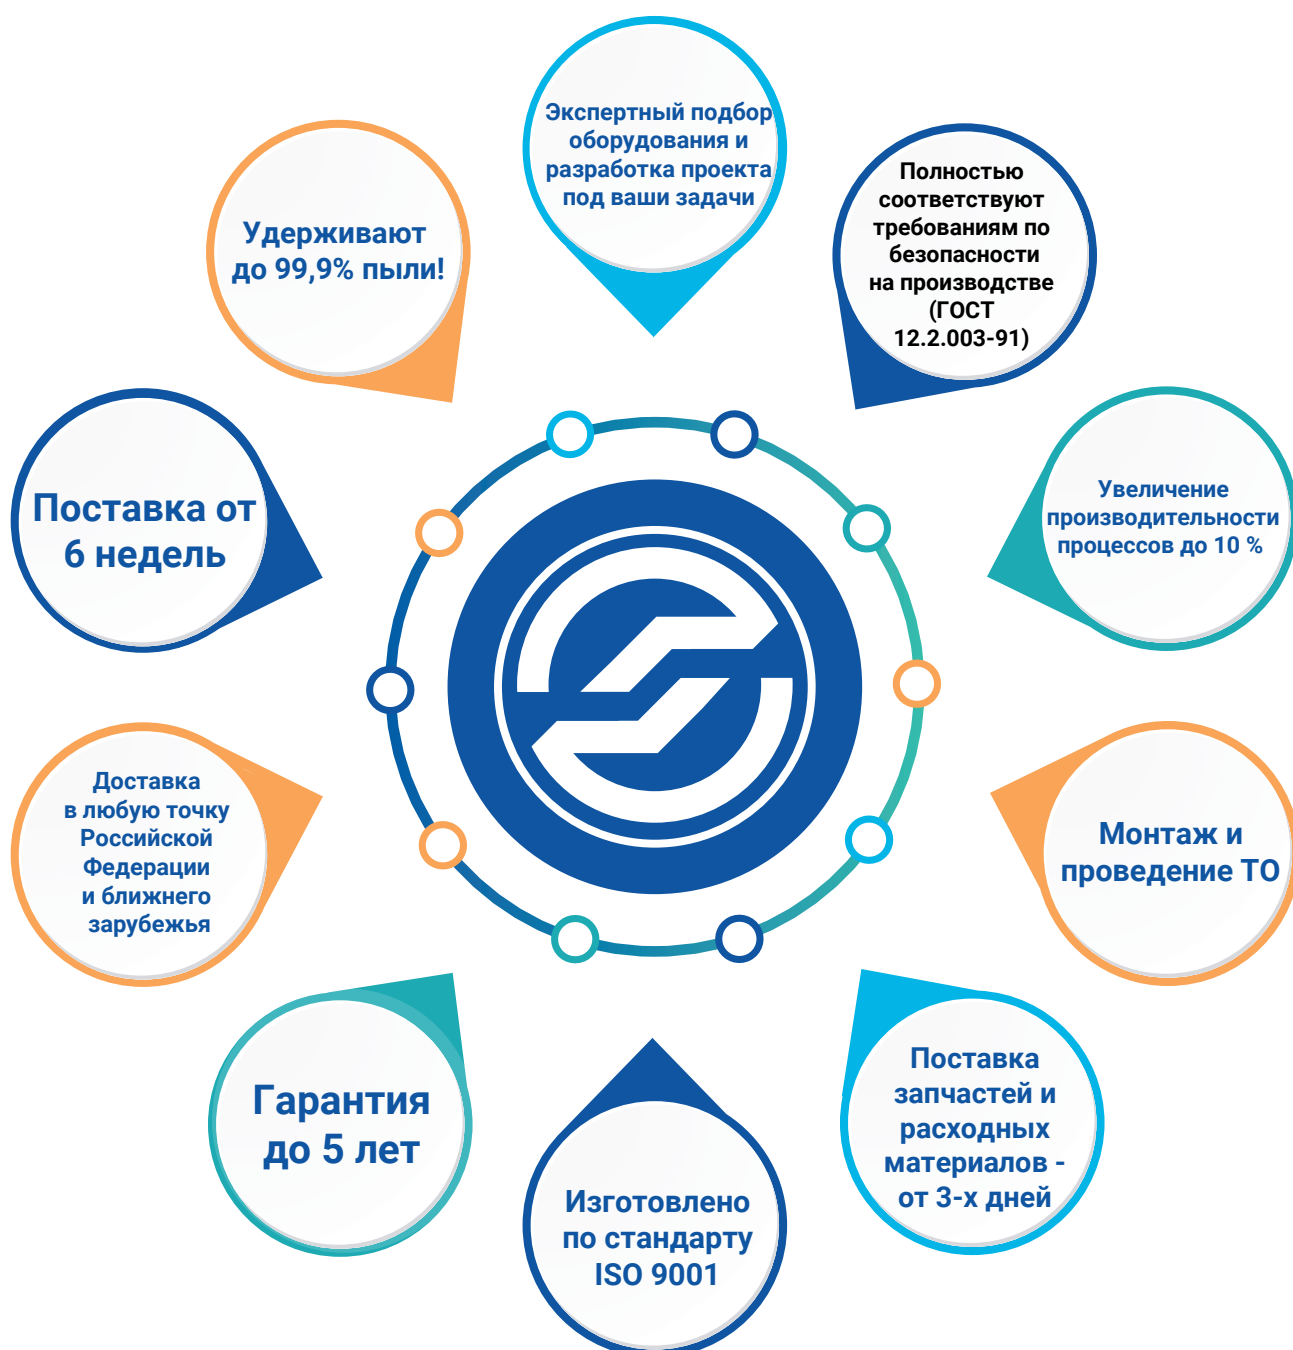 Экспертный подбор
оборудования и
разработка проекта
под ваши задачи
Полностью
соответствуют
требованиям по
безопасности
на производстве
(ГОСТ
12.2.003-91)
Увеличение
производительности
процессов до 10 %
Монтаж и
проведение ТО
Поставка
запчастей и
расходных
материалов -
от 3-х дней
Изготовлено
по стандарту
ISO 9001
Гарантия
до 5 лет
Доставка
в любую точку
Российской
Федерации
и ближнего
зарубежья
Поставка от
6 недель
Удерживают
до 99,9% пыли!